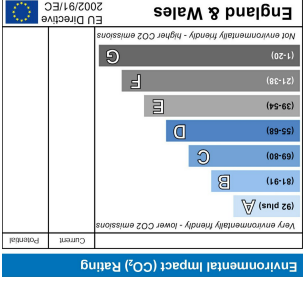 Environmental Impact (CO₂) Rating
Current Potential
Very environmentally friendly - lower CO2 emissions
(92 plus) A
(81-91) B
(69-80) C
(55-68) D
(39-54) E
(21-38) F
(1-20) G
Not environmentally friendly - higher CO2 emissions
England & Wales
EU Directive
2002/91/EC